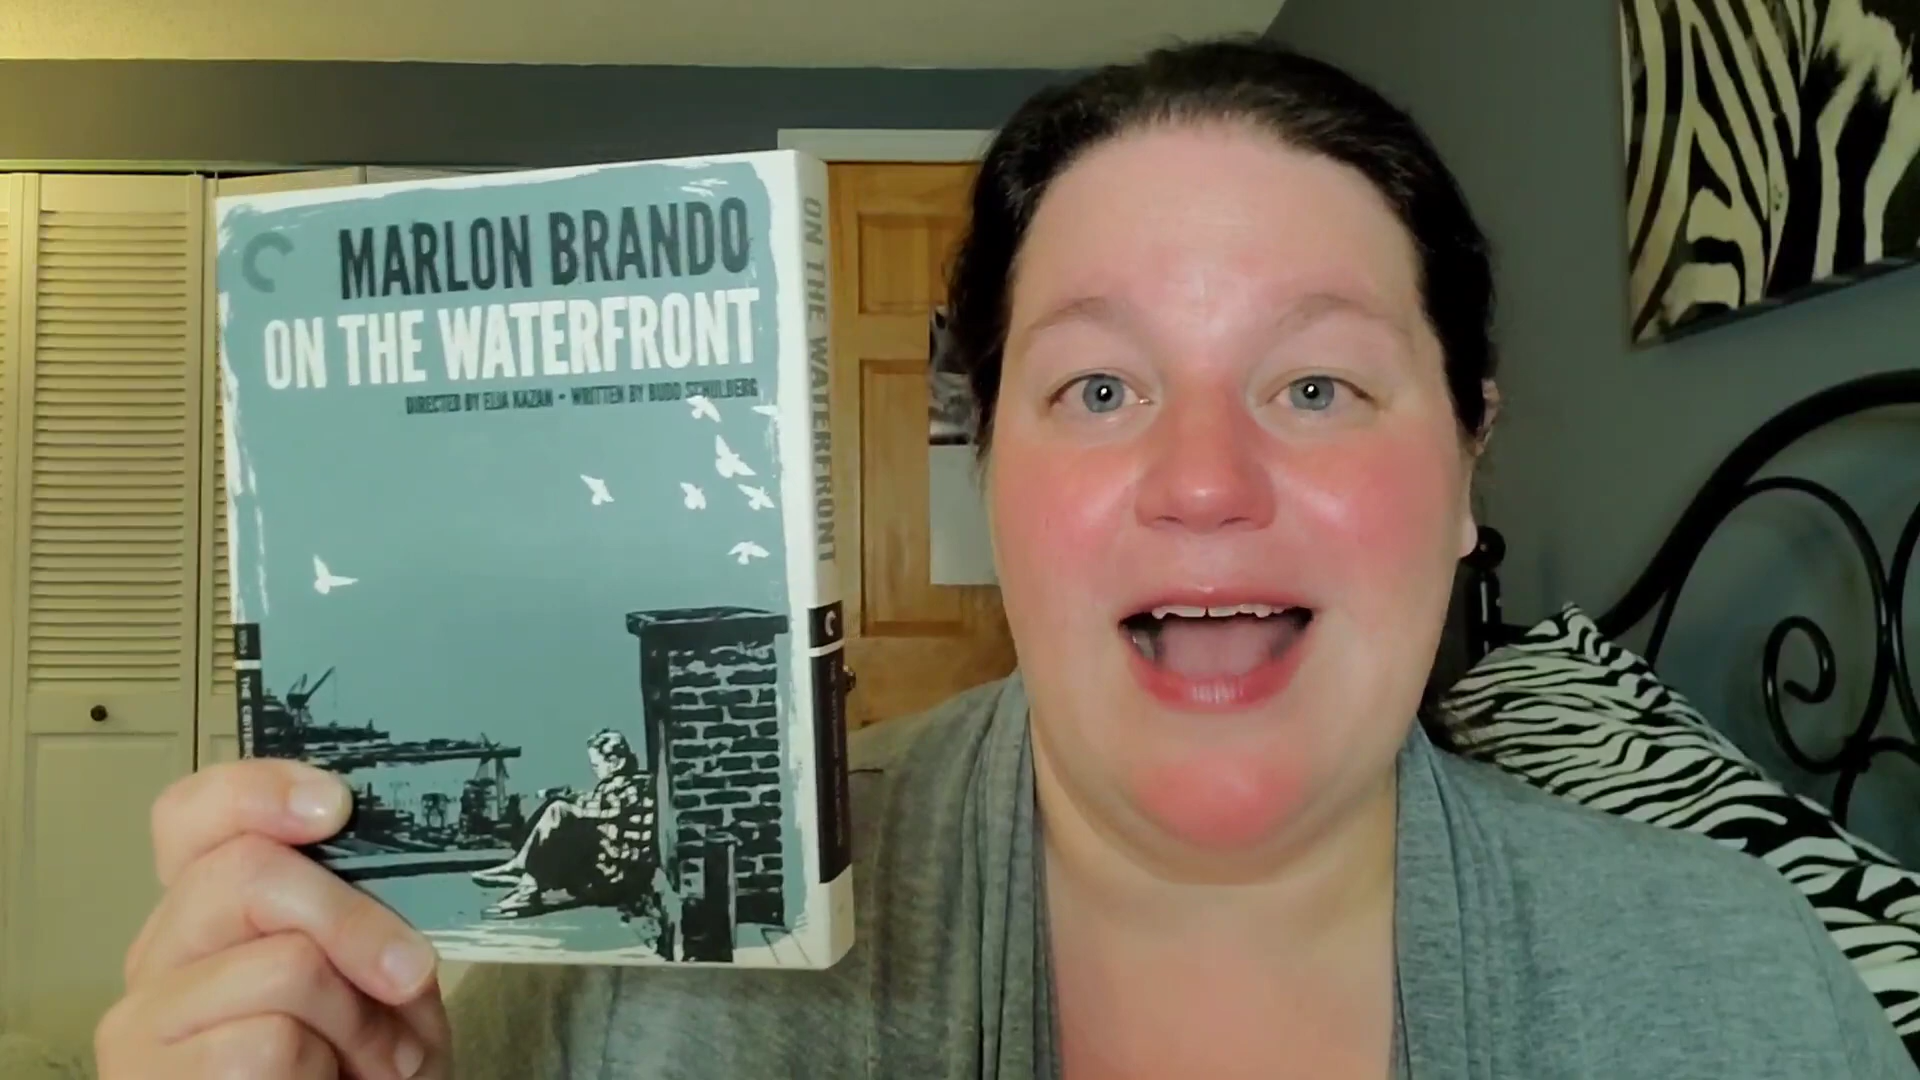 MARLON BRANDO
ON THE WATERFRONT
DIRECTED BY ELIA KAZAN - WRITTEN BY BUDD SCHULBERG
ON THE WATERFRONT